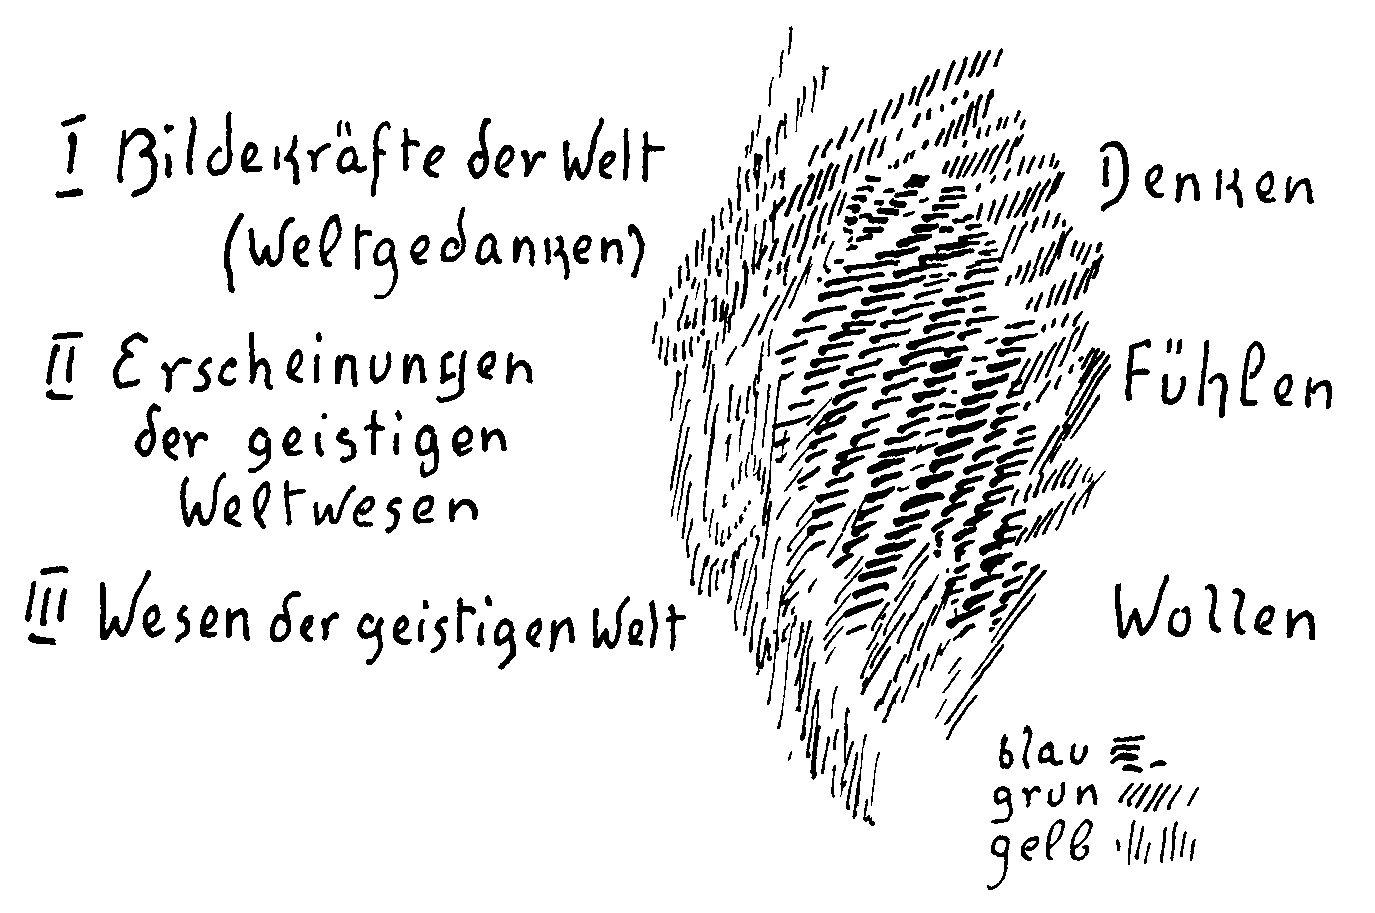 I Bildekräfte der Welt
(Weltgedanken)
II Erscheinungen
der geistigen
Weltwesen
III Wesen der geistigen Welt
Denken
Fühlen
Wollen
blau
grun
gelb